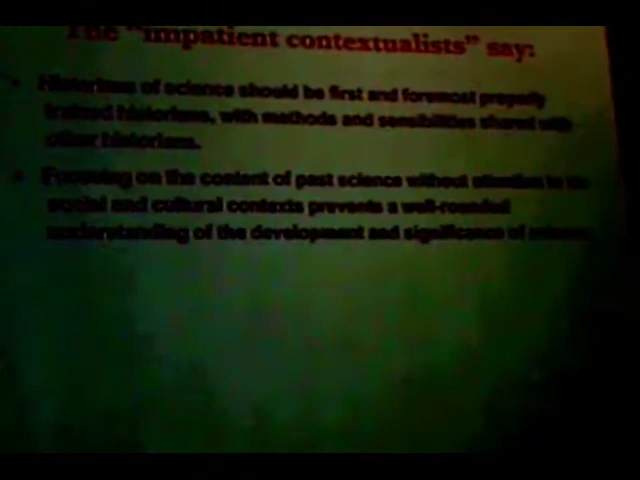 The "impatient contextualists" say:
• Historians of science should be first and foremost properly
trained historians, with methods and sensibilities shared with
other historians.
• Focusing on the content of past science without attention to its
social and cultural contexts prevents a well-rounded
understanding of the development and significance of science.